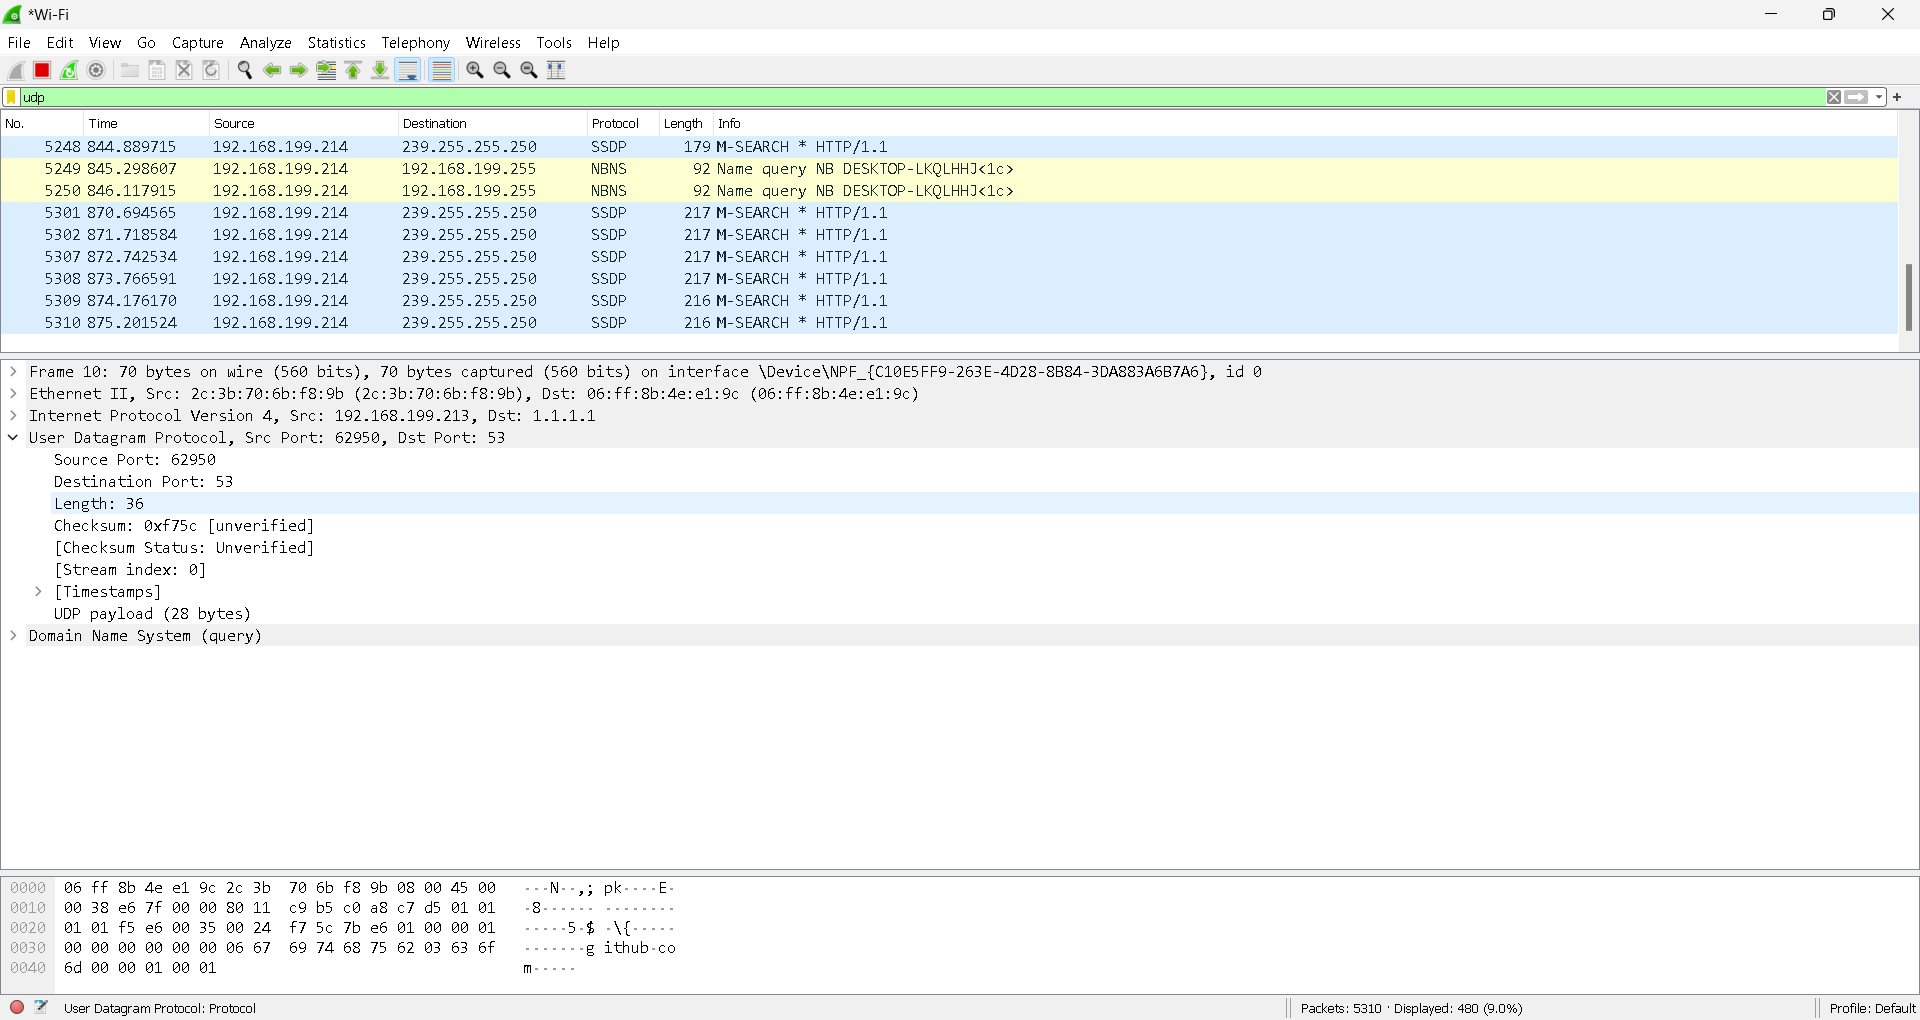 *Wi-Fi
File Edit View Go Capture Analyze Statistics Telephony Wireless Tools Help
udp
No. Time Source Destination Protocol Length Info
5248 844.889715 192.168.199.214 239.255.255.250 SSDP 179 M-SEARCH * HTTP/1.1
5249 845.298607 192.168.199.214 192.168.199.255 NBNS 92 Name query NB DESKTOP-LKQLHHJ<1c>
5250 846.117915 192.168.199.214 192.168.199.255 NBNS 92 Name query NB DESKTOP-LKQLHHJ<1c>
5301 870.694565 192.168.199.214 239.255.255.250 SSDP 217 M-SEARCH * HTTP/1.1
5302 871.718584 192.168.199.214 239.255.255.250 SSDP 217 M-SEARCH * HTTP/1.1
5307 872.742534 192.168.199.214 239.255.255.250 SSDP 217 M-SEARCH * HTTP/1.1
5308 873.766591 192.168.199.214 239.255.255.250 SSDP 217 M-SEARCH * HTTP/1.1
5309 874.176170 192.168.199.214 239.255.255.250 SSDP 216 M-SEARCH * HTTP/1.1
5310 875.201524 192.168.199.214 239.255.255.250 SSDP 216 M-SEARCH * HTTP/1.1
Frame 10: 70 bytes on wire (560 bits), 70 bytes captured (560 bits) on interface \Device\NPF_{C10E5FF9-263E-4D28-8B84-3DA883A6B7A6}, id 0
Ethernet II, Src: 2c:3b:70:6b:f8:9b (2c:3b:70:6b:f8:9b), Dst: 06:ff:8b:4e:e1:9c (06:ff:8b:4e:e1:9c)
Internet Protocol Version 4, Src: 192.168.199.213, Dst: 1.1.1.1
User Datagram Protocol, Src Port: 62950, Dst Port: 53
Source Port: 62950
Destination Port: 53
Length: 36
Checksum: 0xf75c [unverified]
[Checksum Status: Unverified]
[Stream index: 0]
[Timestamps]
UDP payload (28 bytes)
Domain Name System (query)
0000 06 ff 8b 4e e1 9c 2c 3b 70 6b f8 9b 08 00 45 00 ···N··,; pk····E·
0010 00 38 e6 7f 00 00 80 11 c9 b5 c0 a8 c7 d5 01 01 ·8······ ········
0020 01 01 f5 e6 00 35 00 24 f7 5c 7b e6 01 00 00 01 ·····5·$ ·\{·····
0030 00 00 00 00 00 00 06 67 69 74 68 75 62 03 63 6f ·······g ithub·co
0040 6d 00 00 01 00 01 m·····
User Datagram Protocol: Protocol Packets: 5310 · Displayed: 480 (9.0%) Profile: Default